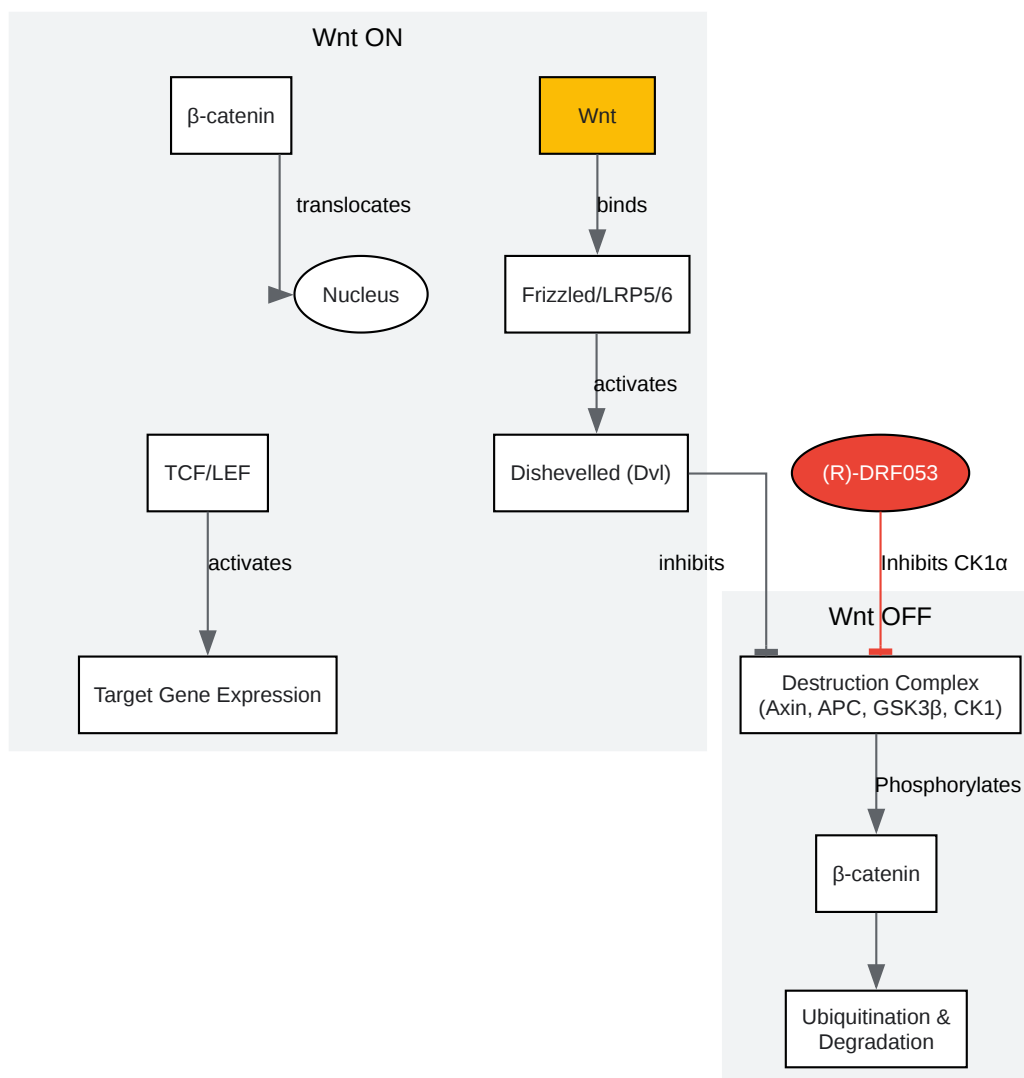 Wnt ON
β-catenin
Wnt
translocates
binds
Nucleus
Frizzled/LRP5/6
activates
TCF/LEF
Dishevelled (Dvl)
(R)-DRF053
activates
inhibits
Inhibits CK1α
Wnt OFF
Target Gene Expression
Destruction Complex
(Axin, APC, GSK3β, CK1)
Phosphorylates
β-catenin
Ubiquitination &
Degradation